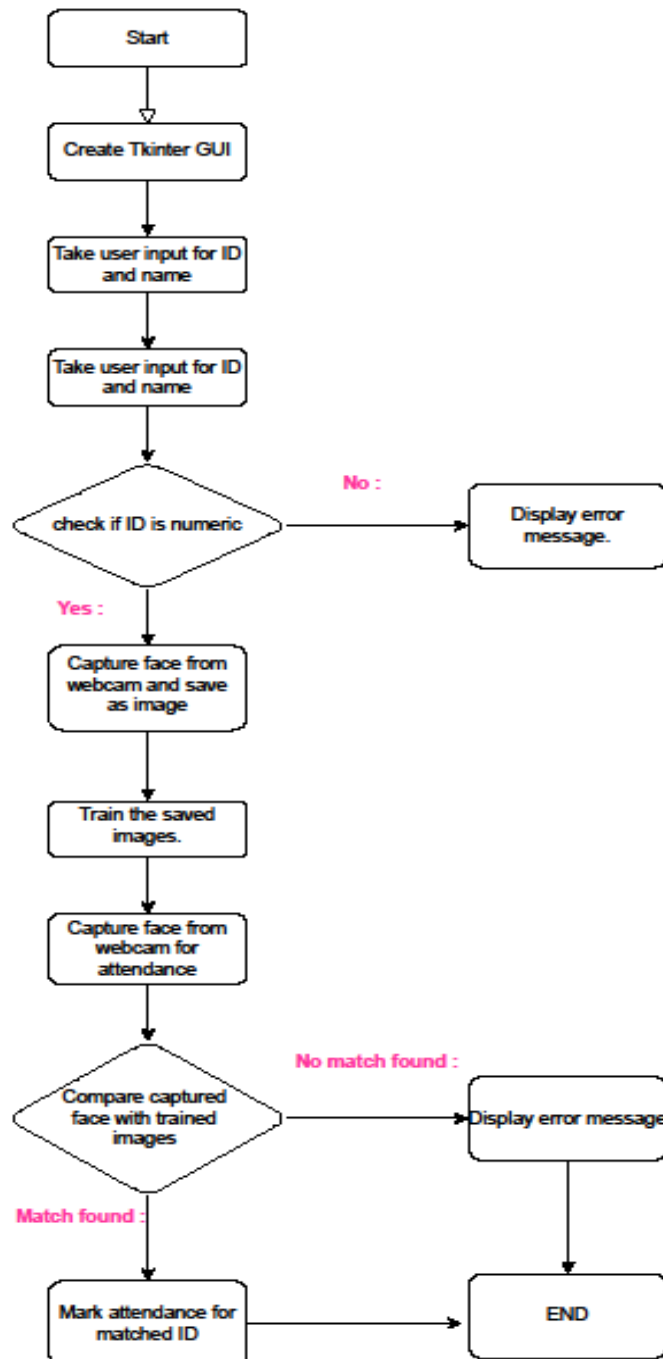 Start
Create Tkinter GUI
Take user input for ID
and name
Take user input for ID
and name
check if ID is numeric
No :
Display error
message.
Yes :
Capture face from
webcam and save
as image
Train the saved
images.
Capture face from
webcam for
attendance
Compare captured
face with trained
images
No match found :
Display error message
Match found :
Mark attendance for
matched ID
END